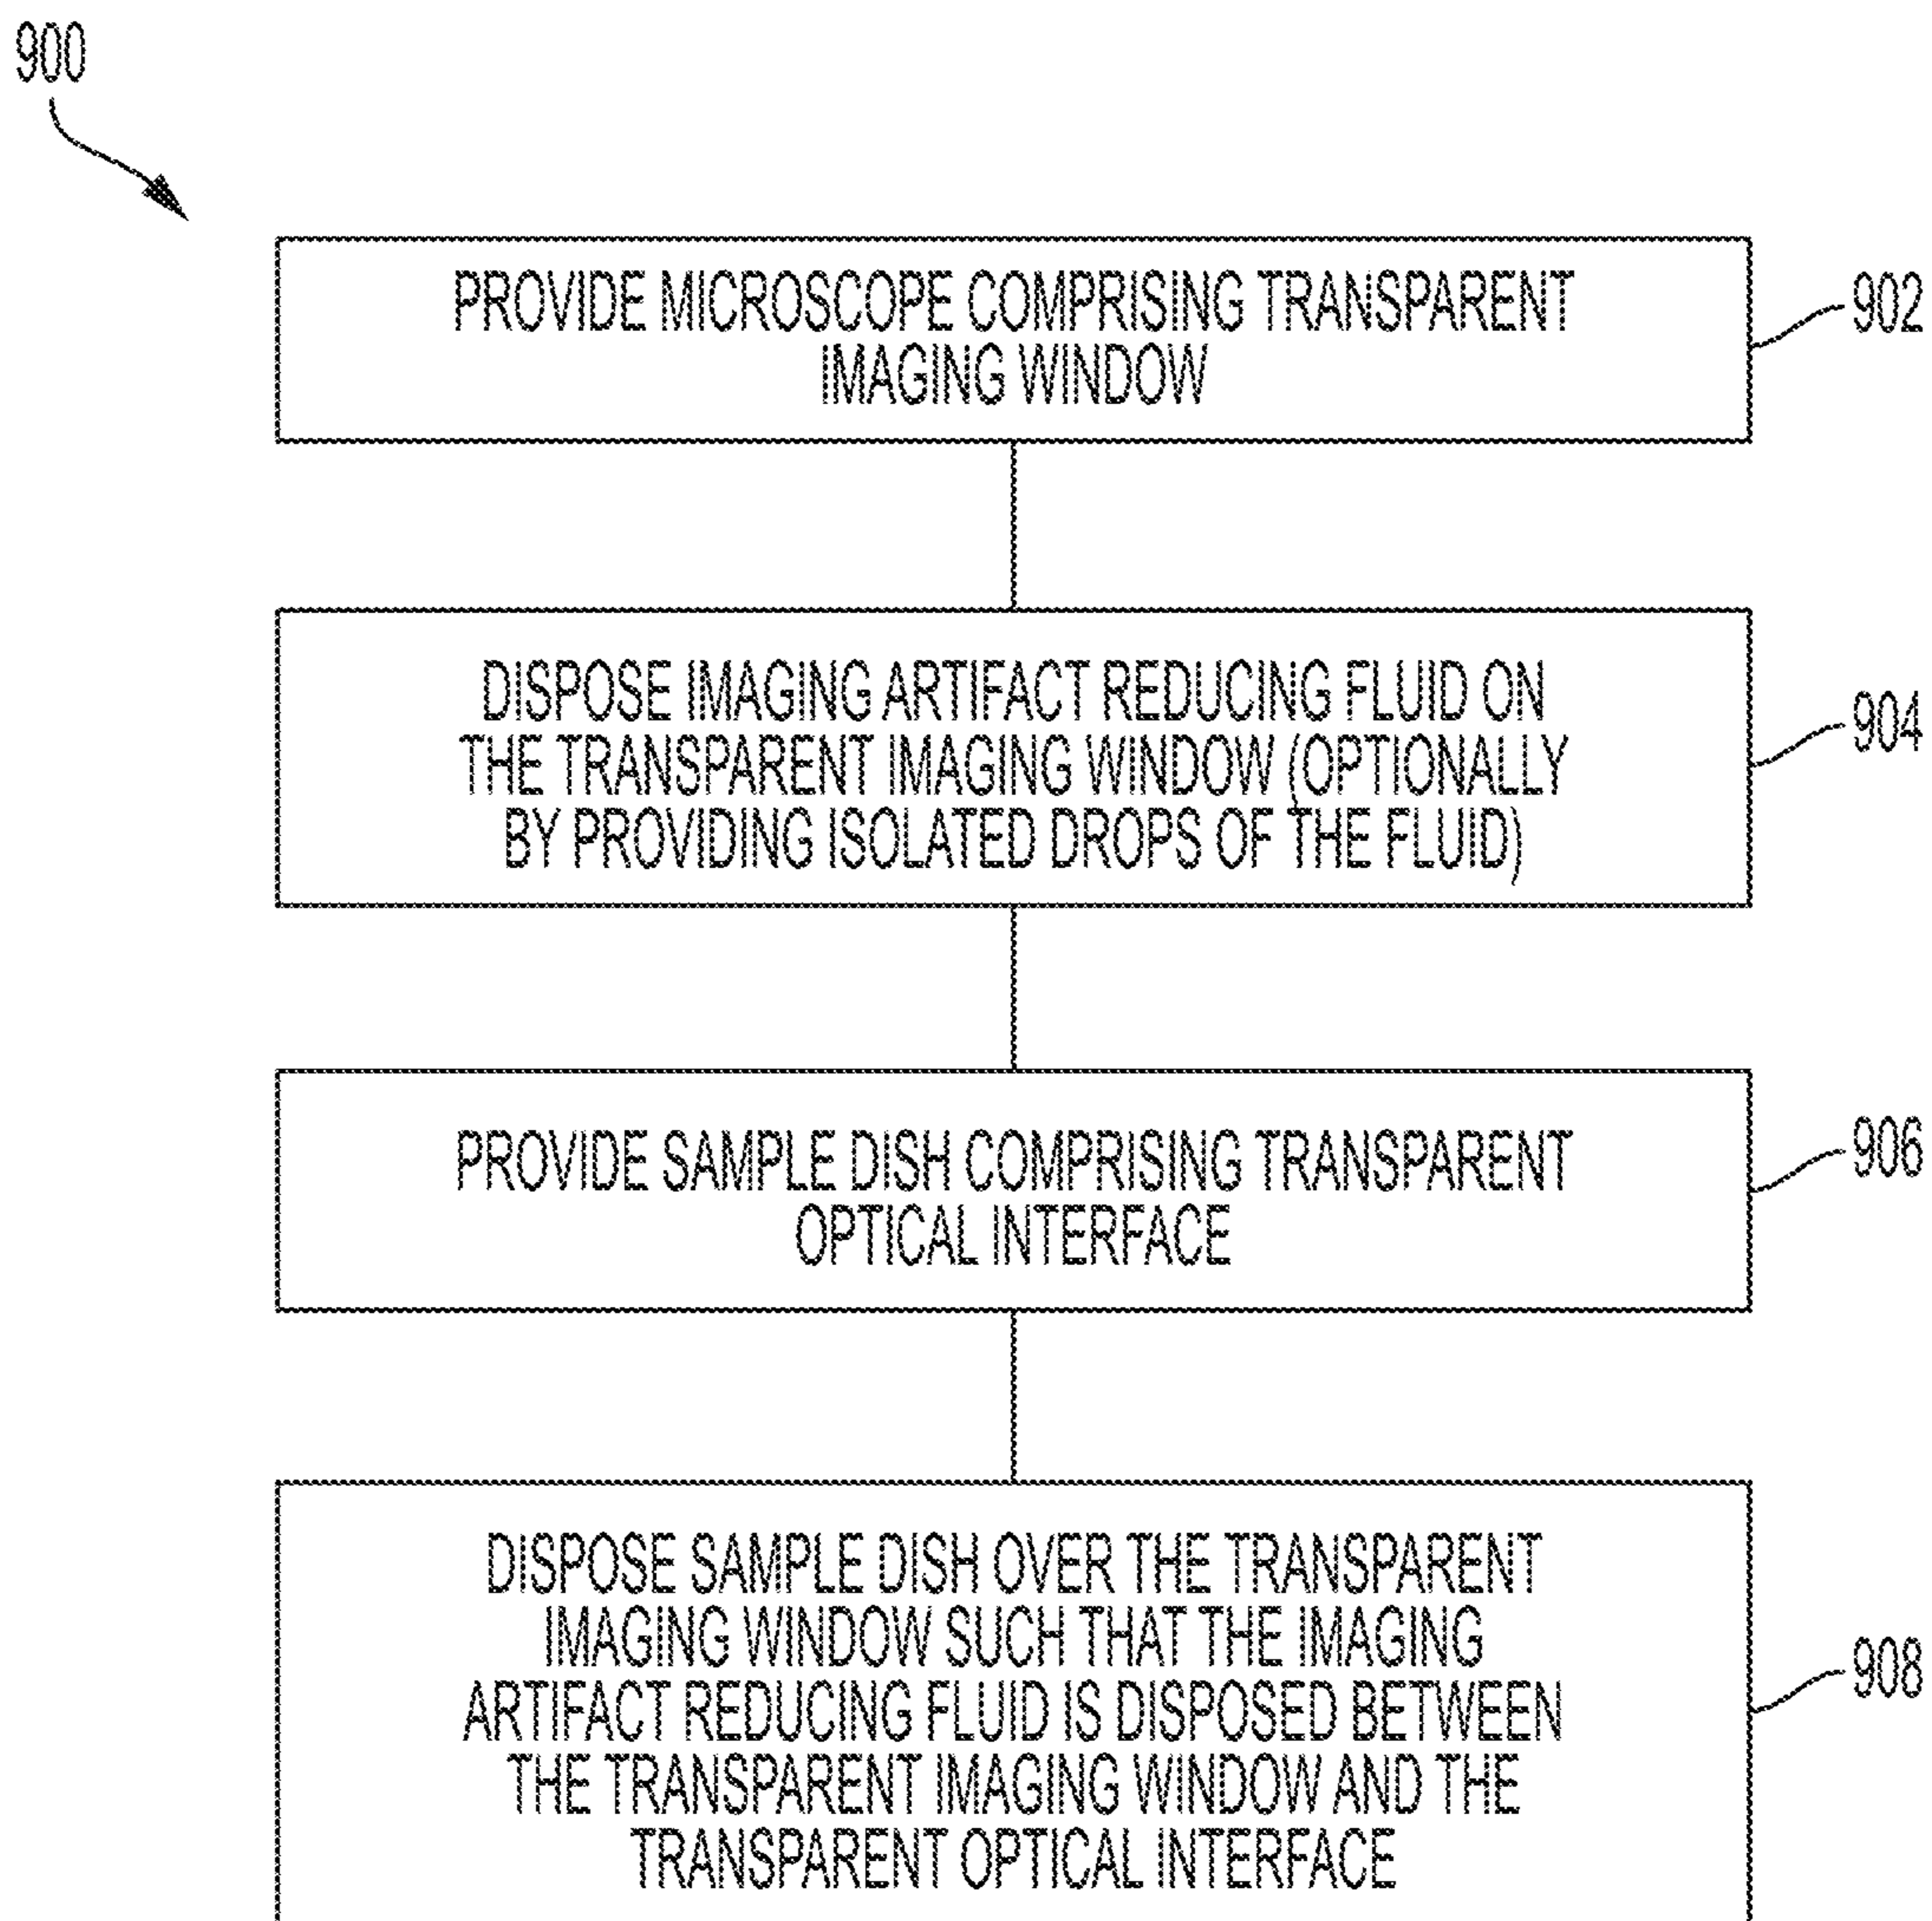 900
PROVIDE MICROSCOPE COMPRISING TRANSPARENT
IMAGING WINDOW
902
DISPOSE IMAGING ARTIFACT REDUCING FLUID ON
THE TRANSPARENT IMAGING WINDOW (OPTIONALLY
BY PROVIDING ISOLATED DROPS OF THE FLUID)
904
PROVIDE SAMPLE DISH COMPRISING TRANSPARENT
OPTICAL INTERFACE
906
DISPOSE SAMPLE DISH OVER THE TRANSPARENT
IMAGING WINDOW SUCH THAT THE IMAGING
ARTIFACT REDUCING FLUID IS DISPOSED BETWEEN
THE TRANSPARENT IMAGING WINDOW AND THE
TRANSPARENT OPTICAL INTERFACE
908